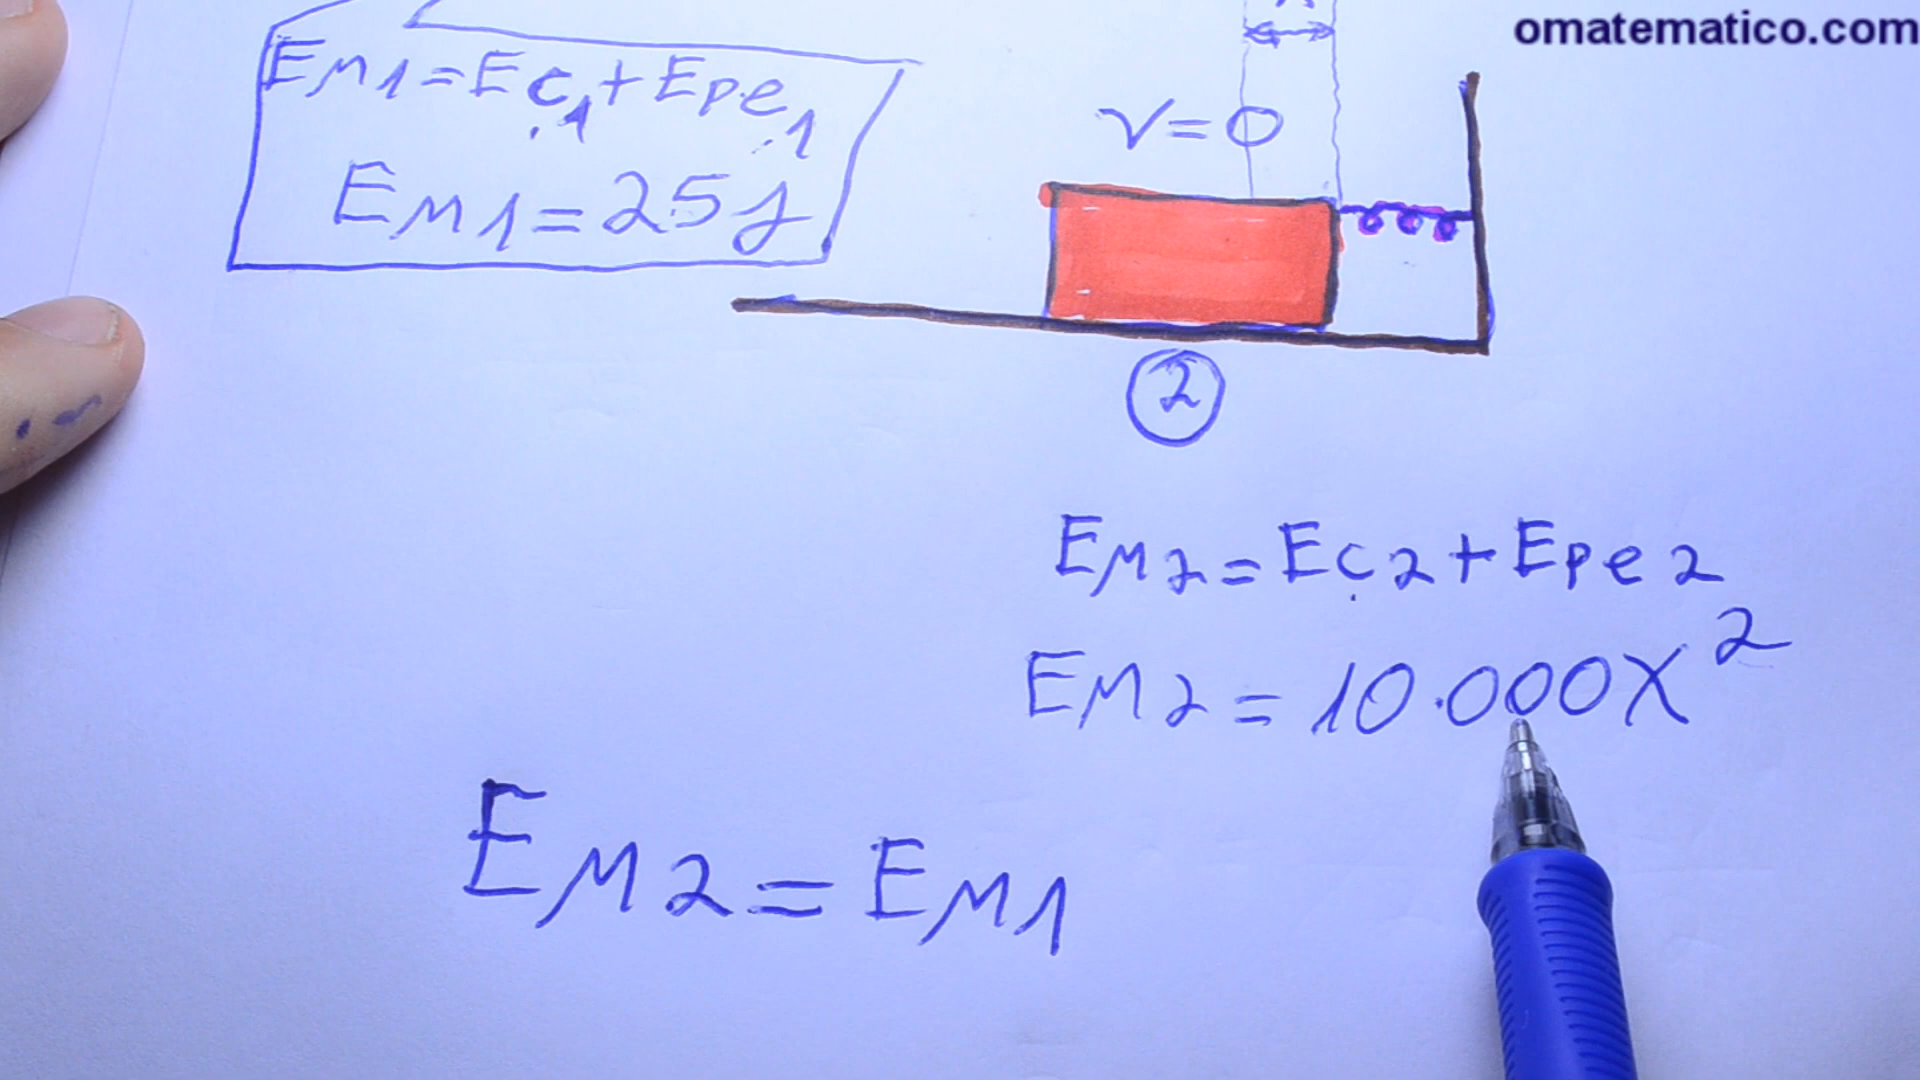 omatematico.com
EM1=Ec1+Epe1
EM1=25J
v=0
2
EM2=Ec2+Epe2
EM2=10.000X²
EM2=EM1